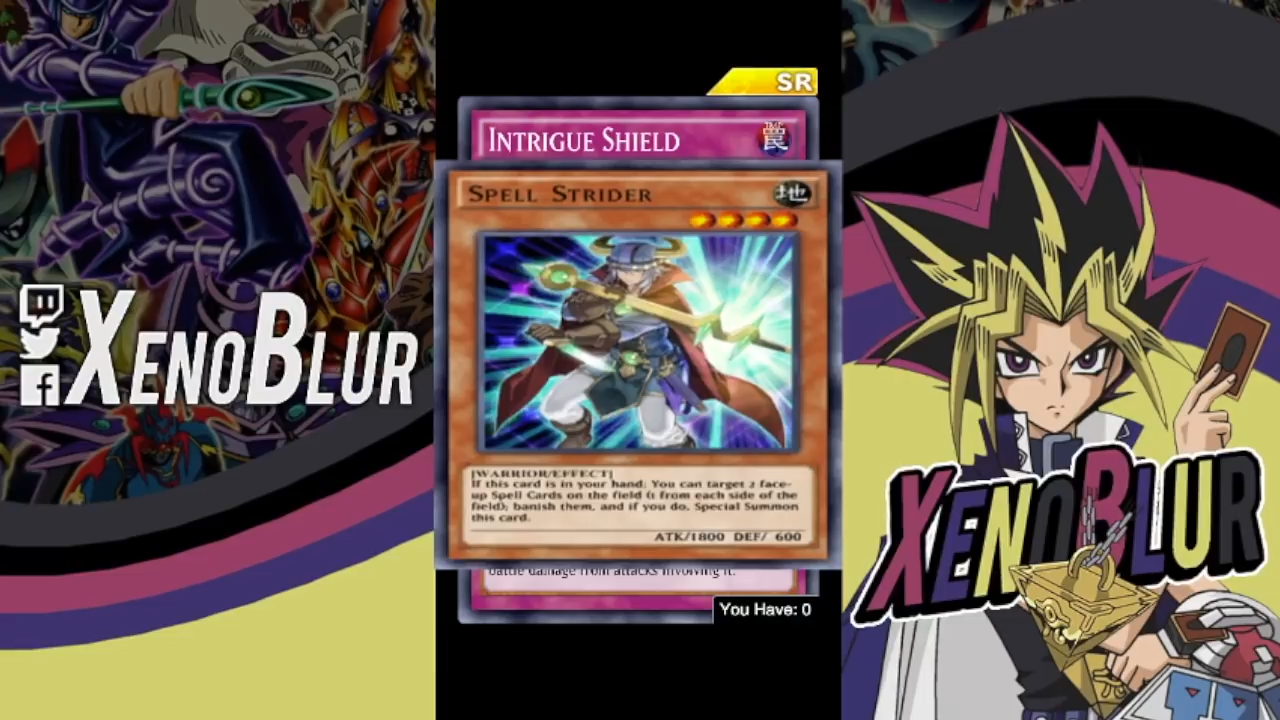 SR
INTRIGUE SHIELD
罠
SPELL STRIDER
地
[WARRIOR/EFFECT]
If this card is in your hand: You can target 2 face-
up Spell Cards on the field (1 from each side of the
field); banish them, and if you do, Special Summon
this card.
ATK/1800 DEF/ 600
battle damage from attacks involving it.
You Have: 0
XENOBLUR
XENOBLUR